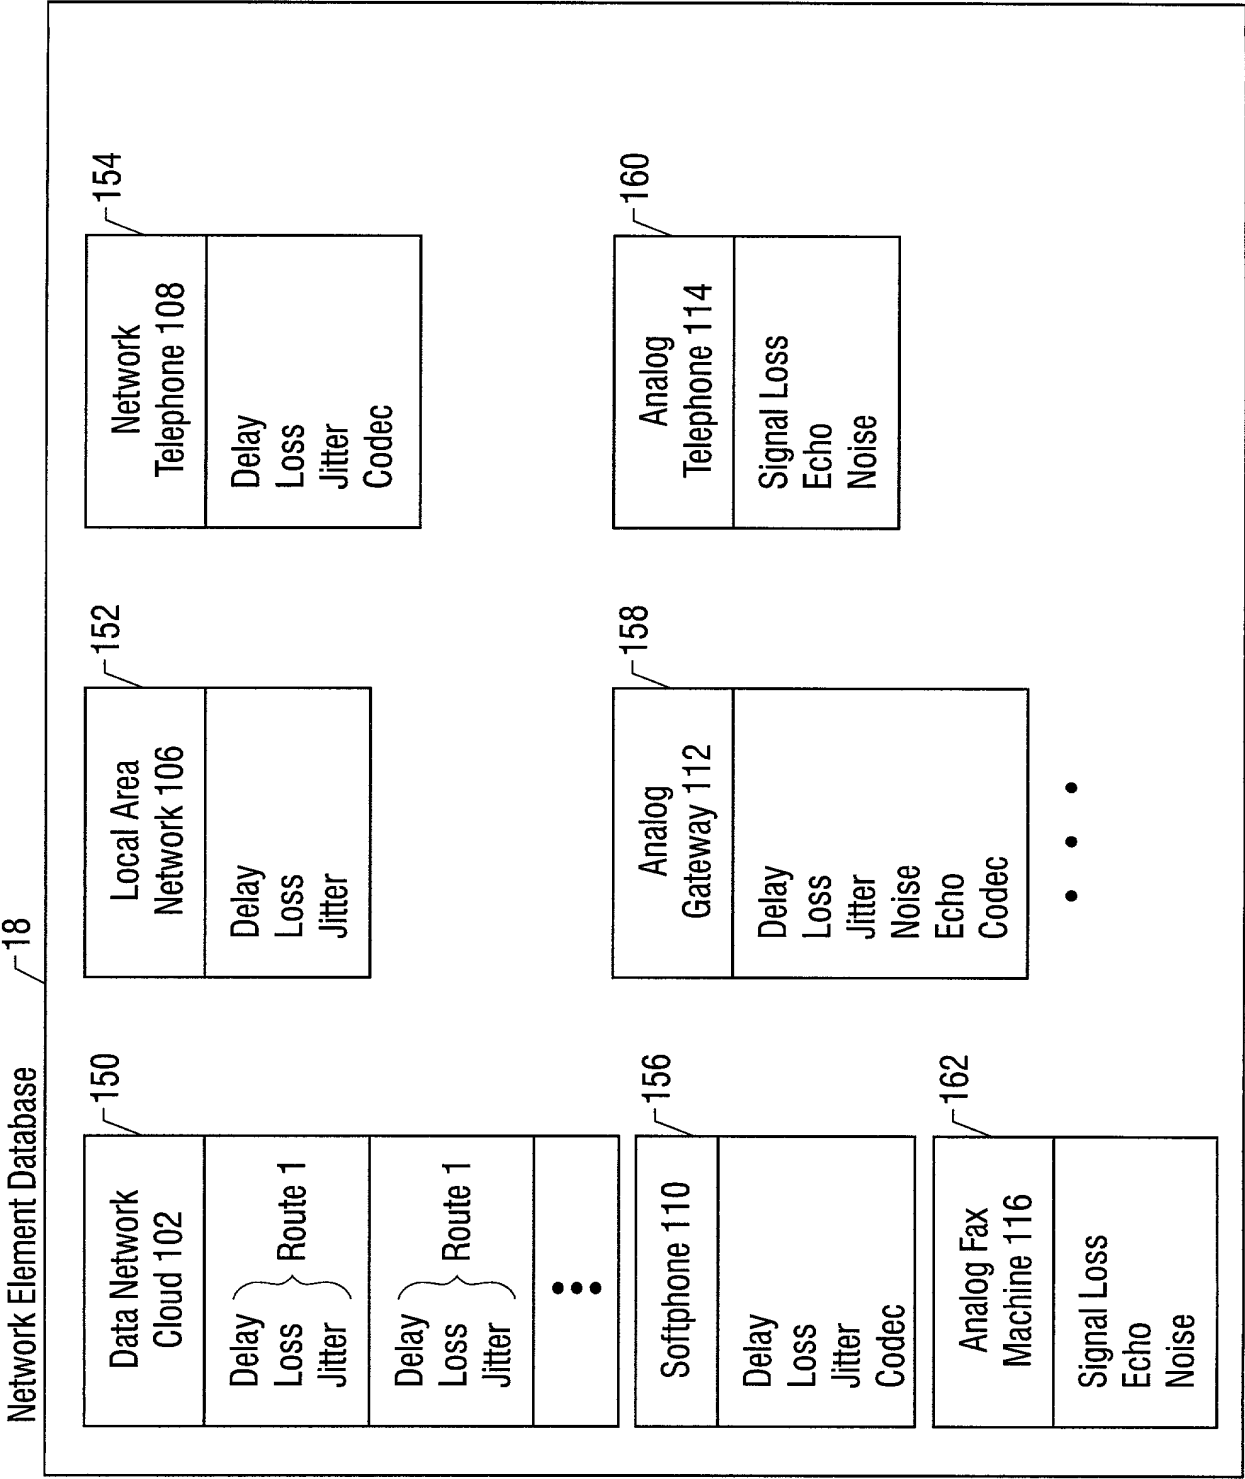 Network Element Database
18
150
Data Network
Cloud 102
Delay
Loss
Jitter
Route 1
Delay
Loss
Jitter
Route 1
152
Local Area
Network 106
Delay
Loss
Jitter
154
Network
Telephone 108
Delay
Loss
Jitter
Codec
156
Softphone 110
Delay
Loss
Jitter
Codec
158
Analog
Gateway 112
Delay
Loss
Jitter
Noise
Echo
Codec
160
Analog
Telephone 114
Signal Loss
Echo
Noise
162
Analog Fax
Machine 116
Signal Loss
Echo
Noise